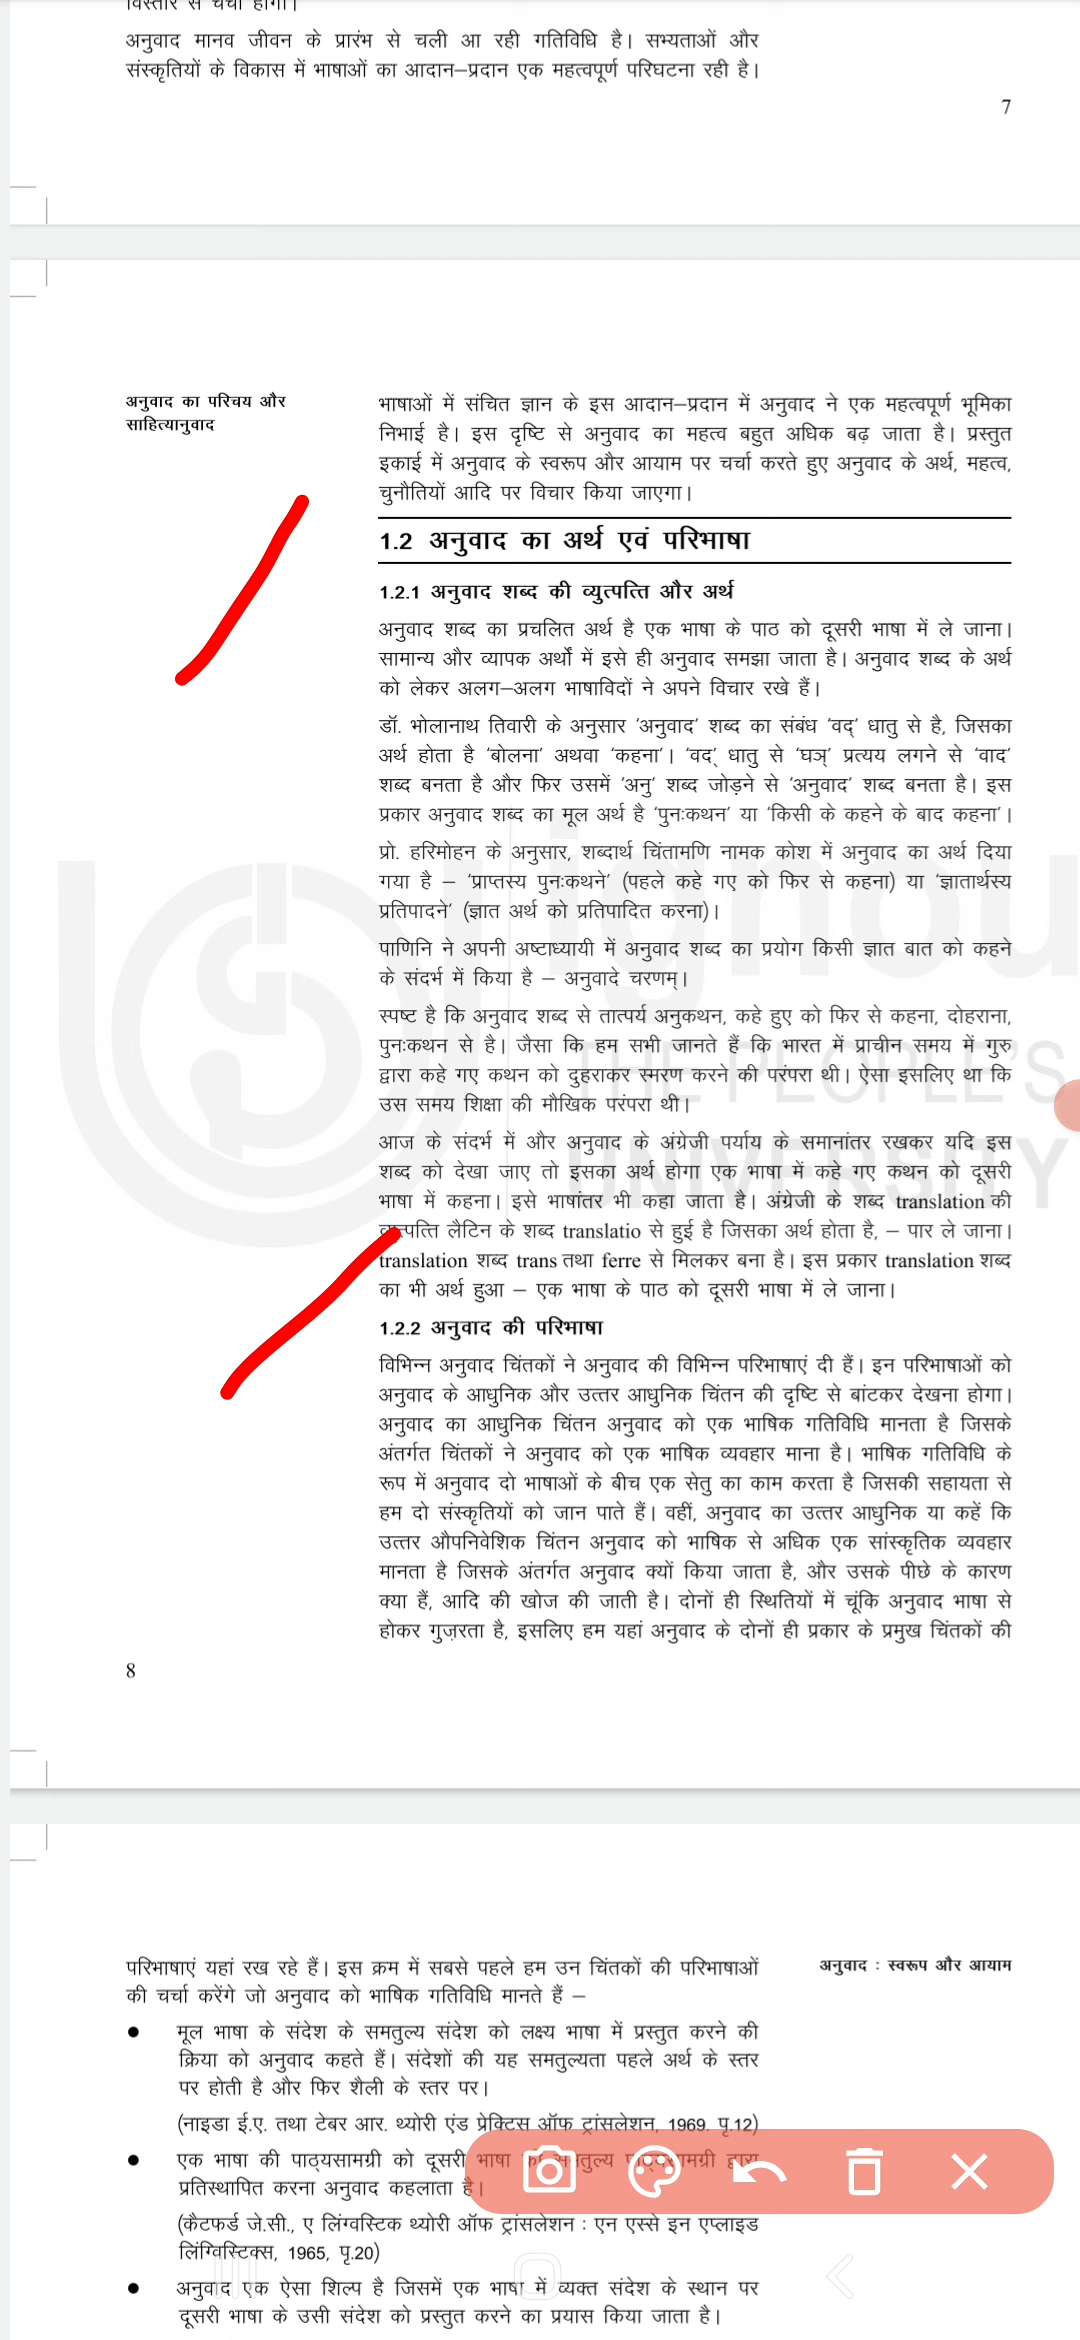 विस्तार से चर्चा होगी।
अनुवाद मानव जीवन के प्रारंभ से चली आ रही गतिविधि है। सभ्यताओं और
संस्कृतियों के विकास में भाषाओं का आदान–प्रदान एक महत्वपूर्ण परिघटना रही है।
7
अनुवाद का परिचय और
साहित्यानुवाद
भाषाओं में संचित ज्ञान के इस आदान–प्रदान में अनुवाद ने एक महत्वपूर्ण भूमिका
निभाई है। इस दृष्टि से अनुवाद का महत्व बहुत अधिक बढ़ जाता है। प्रस्तुत
इकाई में अनुवाद के स्वरूप और आयाम पर चर्चा करते हुए अनुवाद के अर्थ, महत्व,
चुनौतियों आदि पर विचार किया जाएगा।
1.2 अनुवाद का अर्थ एवं परिभाषा
1.2.1 अनुवाद शब्द की व्युत्पत्ति और अर्थ
अनुवाद शब्द का प्रचलित अर्थ है एक भाषा के पाठ को दूसरी भाषा में ले जाना।
सामान्य और व्यापक अर्थों में इसे ही अनुवाद समझा जाता है। अनुवाद शब्द के अर्थ
को लेकर अलग–अलग भाषाविदों ने अपने विचार रखे हैं।
डॉ. भोलानाथ तिवारी के अनुसार ‘अनुवाद’ शब्द का संबंध ‘वद्’ धातु से है, जिसका
अर्थ होता है ‘बोलना’ अथवा ‘कहना’। ‘वद्’ धातु से ‘घञ्’ प्रत्यय लगने से ‘वाद’
शब्द बनता है और फिर उसमें ‘अनु’ शब्द जोड़ने से ‘अनुवाद’ शब्द बनता है। इस
प्रकार अनुवाद शब्द का मूल अर्थ है ‘पुनःकथन’ या ‘किसी के कहने के बाद कहना’।
प्रो. हरिमोहन के अनुसार, शब्दार्थ चिंतामणि नामक कोश में अनुवाद का अर्थ दिया
गया है – ‘प्राप्तस्य पुनःकथने’ (पहले कहे गए को फिर से कहना) या ‘ज्ञातार्थस्य
प्रतिपादने’ (ज्ञात अर्थ को प्रतिपादित करना)।
पाणिनि ने अपनी अष्टाध्यायी में अनुवाद शब्द का प्रयोग किसी ज्ञात बात को कहने
के संदर्भ में किया है – अनुवादे चरणम्।
स्पष्ट है कि अनुवाद शब्द से तात्पर्य अनुकथन, कहे हुए को फिर से कहना, दोहराना,
पुनःकथन से है। जैसा कि हम सभी जानते हैं कि भारत में प्राचीन समय में गुरु
द्वारा कहे गए कथन को दुहराकर स्मरण करने की परंपरा थी। ऐसा इसलिए था कि
उस समय शिक्षा की मौखिक परंपरा थी।
आज के संदर्भ में और अनुवाद के अंग्रेजी पर्याय के समानांतर रखकर यदि इस
शब्द को देखा जाए तो इसका अर्थ होगा एक भाषा में कहे गए कथन को दूसरी
भाषा में कहना। इसे भाषांतर भी कहा जाता है। अंग्रेजी के शब्द translation की
व्युत्पत्ति लैटिन के शब्द translatio से हुई है जिसका अर्थ होता है, – पार ले जाना।
translation शब्द trans तथा ferre से मिलकर बना है। इस प्रकार translation शब्द
का भी अर्थ हुआ – एक भाषा के पाठ को दूसरी भाषा में ले जाना।
1.2.2 अनुवाद की परिभाषा
विभिन्न अनुवाद चिंतकों ने अनुवाद की विभिन्न परिभाषाएं दी हैं। इन परिभाषाओं को
अनुवाद के आधुनिक और उत्तर आधुनिक चिंतन की दृष्टि से बांटकर देखना होगा।
अनुवाद का आधुनिक चिंतन अनुवाद को एक भाषिक गतिविधि मानता है जिसके
अंतर्गत चिंतकों ने अनुवाद को एक भाषिक व्यवहार माना है। भाषिक गतिविधि के
रूप में अनुवाद दो भाषाओं के बीच एक सेतु का काम करता है जिसकी सहायता से
हम दो संस्कृतियों को जान पाते हैं। वहीं, अनुवाद का उत्तर आधुनिक या कहें कि
उत्तर औपनिवेशिक चिंतन अनुवाद को भाषिक से अधिक एक सांस्कृतिक व्यवहार
मानता है जिसके अंतर्गत अनुवाद क्यों किया जाता है, और उसके पीछे के कारण
क्या हैं, आदि की खोज की जाती है। दोनों ही स्थितियों में चूंकि अनुवाद भाषा से
होकर गुज़रता है, इसलिए हम यहां अनुवाद के दोनों ही प्रकार के प्रमुख चिंतकों की
ignou
THE PEOPLE'S
UNIVERSITY
8
परिभाषाएं यहां रख रहे हैं। इस क्रम में सबसे पहले हम उन चिंतकों की परिभाषाओं
की चर्चा करेंगे जो अनुवाद को भाषिक गतिविधि मानते हैं –
अनुवाद : स्वरूप और आयाम
● मूल भाषा के संदेश के समतुल्य संदेश को लक्ष्य भाषा में प्रस्तुत करने की
क्रिया को अनुवाद कहते हैं। संदेशों की यह समतुल्यता पहले अर्थ के स्तर
पर होती है और फिर शैली के स्तर पर।
(नाइडा ई.ए. तथा टेबर आर. थ्योरी एंड प्रेक्टिस ऑफ ट्रांसलेशन, 1969. पृ.12)
● एक भाषा की पाठ्यसामग्री को दूसरी भाषा की समतुल्य पाठ्यसामग्री द्वारा
प्रतिस्थापित करना अनुवाद कहलाता है।
(कैटफर्ड जे.सी., ए लिंग्वस्टिक थ्योरी ऑफ ट्रांसलेशन : एन एस्से इन एप्लाइड
लिंग्विस्टिक्स, 1965, पृ.20)
● अनुवाद एक ऐसा शिल्प है जिसमें एक भाषा में व्यक्त संदेश के स्थान पर
दूसरी भाषा के उसी संदेश को प्रस्तुत करने का प्रयास किया जाता है।